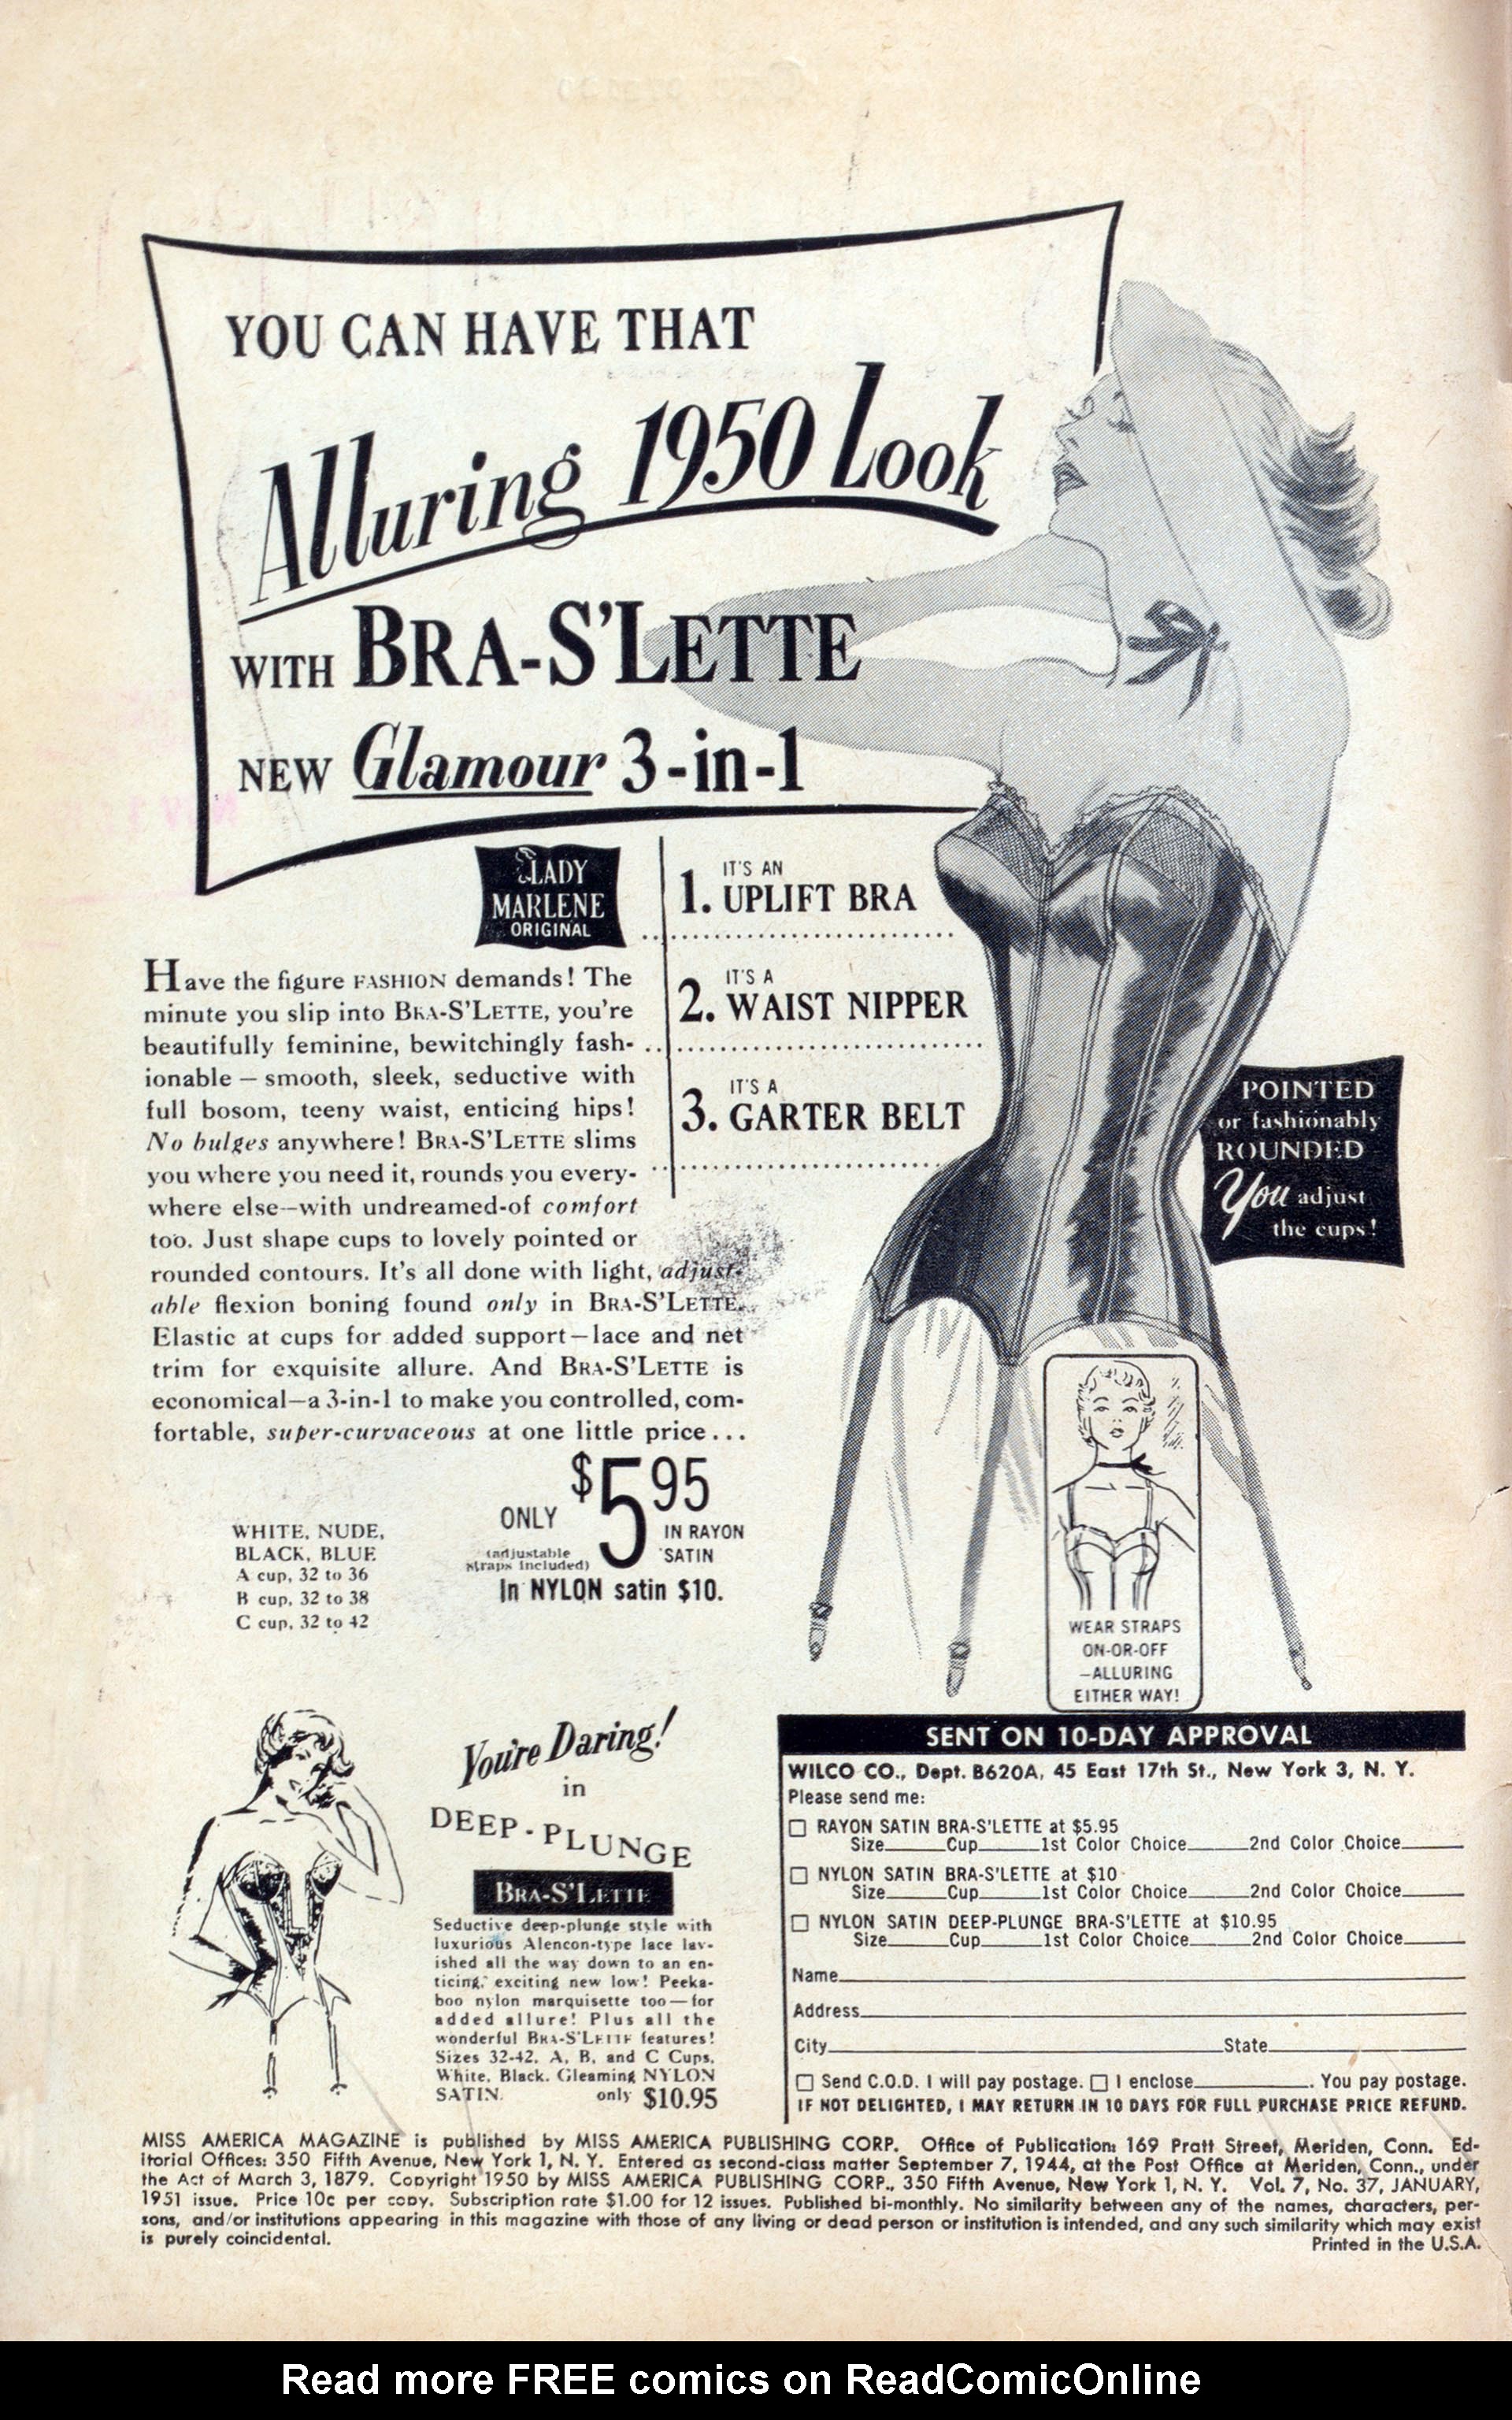 YOU CAN HAVE THAT
Alluring 1950 Look
WITH BRA-S'LETTE
NEW Glamour 3-in-1
LADY
MARLENE
ORIGINAL
1. IT'S AN
UPLIFT BRA
2. IT'S A
WAIST NIPPER
3. IT'S A
GARTER BELT
Have the figure FASHION demands! The
minute you slip into BRA-S'LETTE, you're
beautifully feminine, bewitchingly fash-
ionable – smooth, sleek, seductive with
full bosom, teeny waist, enticing hips!
No bulges anywhere! BRA-S'LETTE slims
you where you need it, rounds you every-
where else—with undreamed-of comfort
too. Just shape cups to lovely pointed or
rounded contours. It's all done with light, adjust-
able flexion boning found only in BRA-S'LETTE.
Elastic at cups for added support—lace and net
trim for exquisite allure. And BRA-S'LETTE is
economical—a 3-in-1 to make you controlled, com-
fortable, super-curvaceous at one little price...
POINTED
or fashionably
ROUNDED
You adjust
the cups!
WHITE, NUDE,
BLACK, BLUE
A cup, 32 to 36
B cup, 32 to 38
C cup, 32 to 42
ONLY $5.95 IN RAYON
SATIN
(adjustable
straps included)
In NYLON satin $10.
WEAR STRAPS
ON-OR-OFF
–ALLURING
EITHER WAY!
You're Daring!
in
DEEP-PLUNGE
BRA-S'LETTE
Seductive deep-plunge style with
luxurious Alencon-type lace lav-
ished all the way down to an en-
ticing, exciting new low! Peeka-
boo nylon marquisette too—for
added allure! Plus all the
wonderful BRA-S'LETTE features!
Sizes 32-42, A, B, and C Cups.
White, Black. Gleaming NYLON
SATIN. only $10.95
SENT ON 10-DAY APPROVAL
WILCO CO., Dept. B620A, 45 East 17th St., New York 3, N. Y.
Please send me:
RAYON SATIN BRA-S'LETTE at $5.95
Size Cup 1st Color Choice 2nd Color Choice
NYLON SATIN BRA-S'LETTE at $10
Size Cup 1st Color Choice 2nd Color Choice
NYLON SATIN DEEP-PLUNGE BRA-S'LETTE at $10.95
Size Cup 1st Color Choice 2nd Color Choice
Name
Address
City State
Send C.O.D. I will pay postage. I enclose . You pay postage.
IF NOT DELIGHTED, I MAY RETURN IN 10 DAYS FOR FULL PURCHASE PRICE REFUND.
MISS AMERICA MAGAZINE is published by MISS AMERICA PUBLISHING CORP. Office of Publication: 169 Pratt Street, Meriden, Conn. Ed-
itorial Offices: 350 Fifth Avenue, New York 1, N. Y. Entered as second-class matter September 7, 1944, at the Post Office at Meriden, Conn., under
the Act of March 3, 1879. Copyright 1950 by MISS AMERICA PUBLISHING CORP., 350 Fifth Avenue, New York 1, N. Y. Vol. 7, No. 37, JANUARY,
1951 issue. Price 10c per copy. Subscription rate $1.00 for 12 issues. Published bi-monthly. No similarity between any of the names, characters, per-
sons, and/or institutions appearing in this magazine with those of any living or dead person or institution is intended, and any such similarity which may exist
is purely coincidental. Printed in the U.S.A.
Read more FREE comics on ReadComicOnline